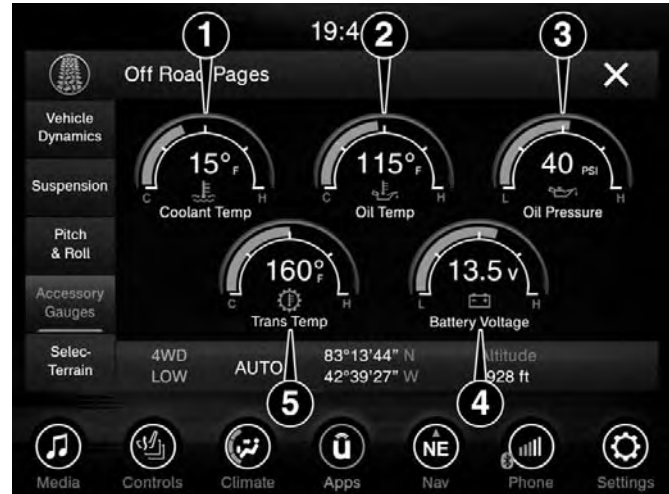 1
2
3
19:4
Off Road Pages
Vehicle
Dynamics
Suspension
Pitch
& Roll
Accessory
Gauges
Selec-
Terrain
15°F
C H
Coolant Temp
115°F
C H
Oil Temp
40 PSI
L H
Oil Pressure
160°F
C H
Trans Temp
13.5 V
L H
Battery Voltage
4WD
LOW
AUTO
83°13'44" N
42°39'27" W
Altitude
928 ft
5
4
Media
Controls
Climate
Apps
NE
Nav
Phone
Settings